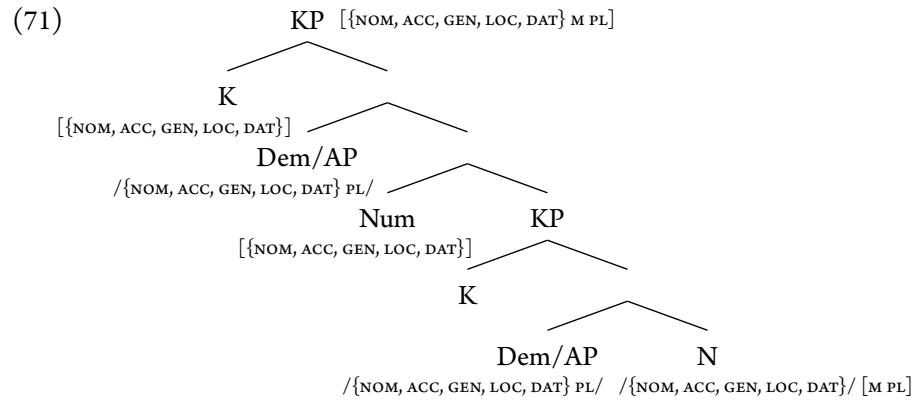 (71) KP [{NOM, ACC, GEN, LOC, DAT} M PL]
K
[{NOM, ACC, GEN, LOC, DAT}]
Dem/AP
/{NOM, ACC, GEN, LOC, DAT} PL/
Num KP
[{NOM, ACC, GEN, LOC, DAT}]
K
Dem/AP N
/{NOM, ACC, GEN, LOC, DAT} PL/ /{NOM, ACC, GEN, LOC, DAT}/ [M PL]